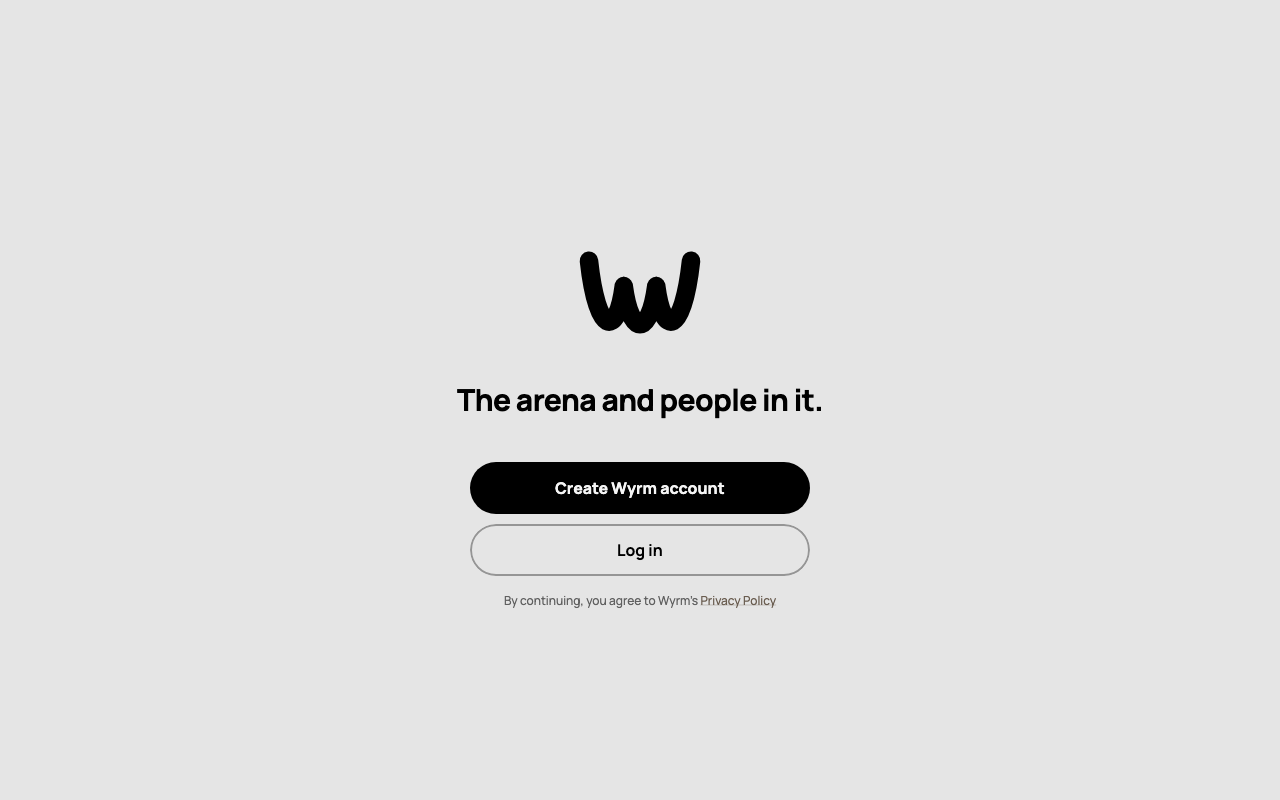 The arena and people in it.
Create Wyrm account
Log in
By continuing, you agree to Wyrm's Privacy Policy